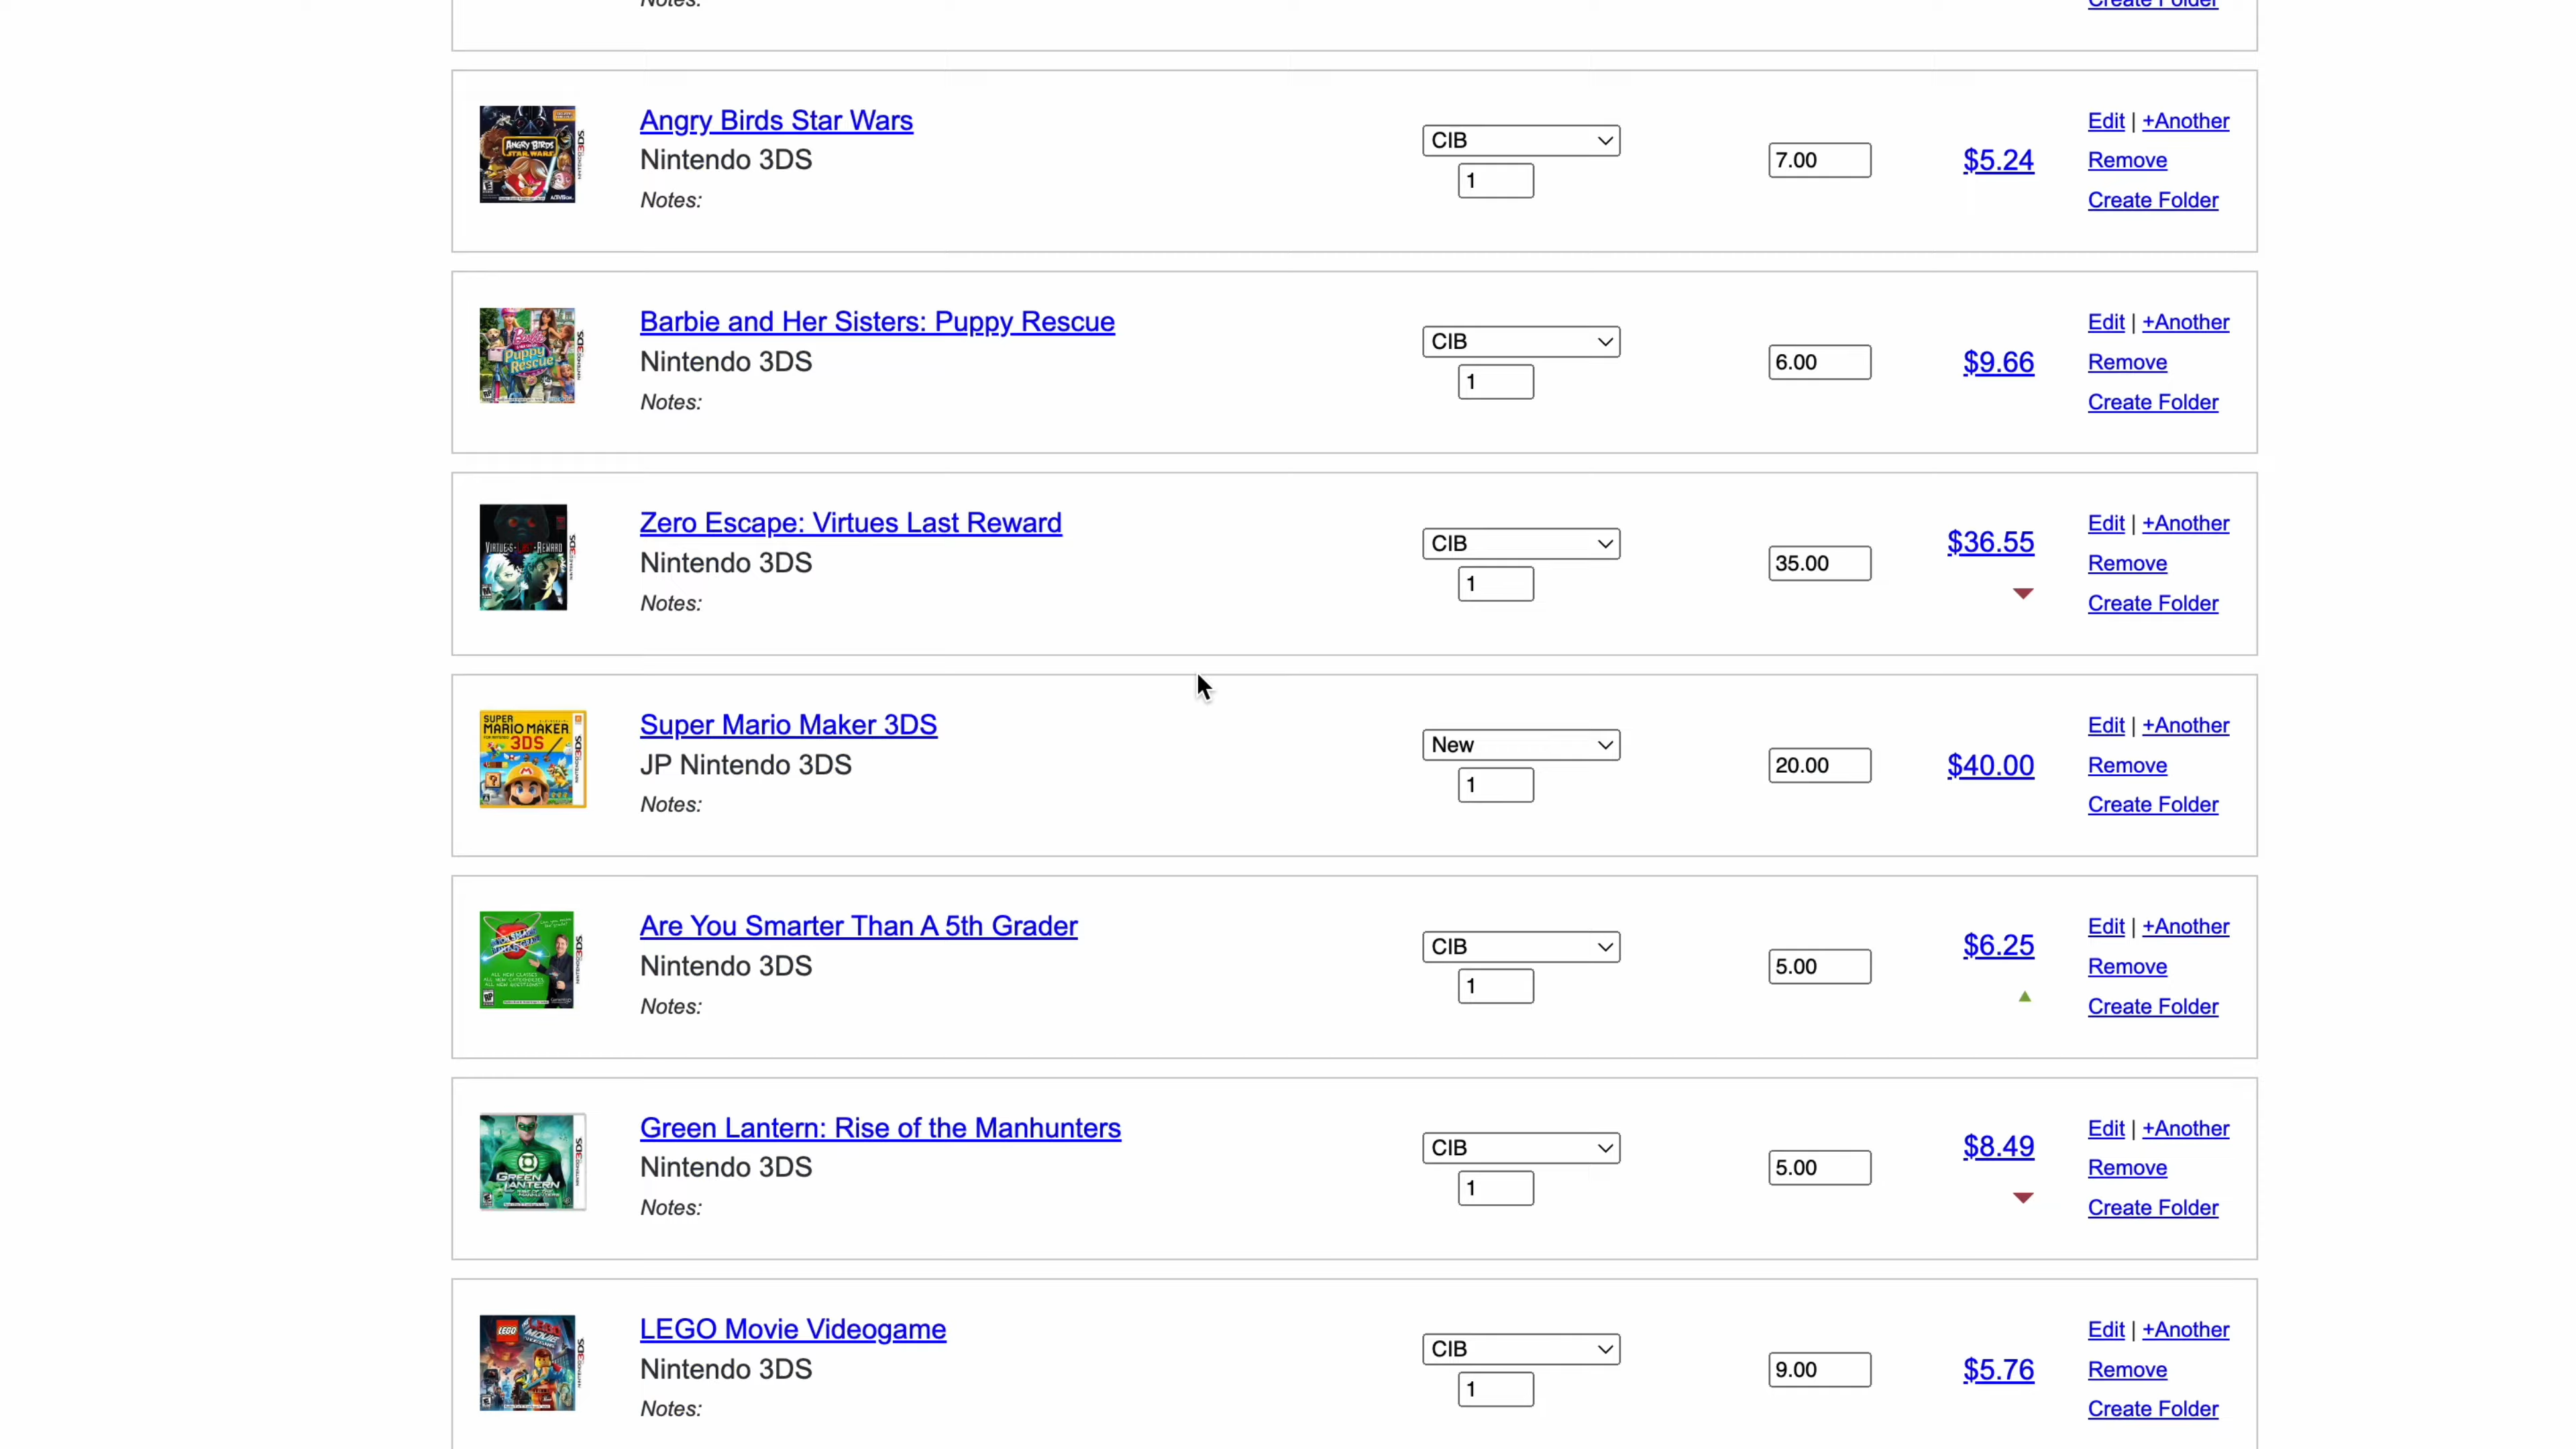 Notes:
Create Folder
Angry Birds Star Wars
Nintendo 3DS
Notes:
CIB
1
7.00
$5.24
Edit | +Another
Remove
Create Folder
Barbie and Her Sisters: Puppy Rescue
Nintendo 3DS
Notes:
CIB
1
6.00
$9.66
Edit | +Another
Remove
Create Folder
Zero Escape: Virtues Last Reward
Nintendo 3DS
Notes:
CIB
1
35.00
$36.55
Edit | +Another
Remove
Create Folder
SUPER
MARIO MAKER
3DS
Super Mario Maker 3DS
JP Nintendo 3DS
Notes:
New
1
20.00
$40.00
Edit | +Another
Remove
Create Folder
Are You Smarter Than A 5th Grader
Nintendo 3DS
Notes:
CIB
1
5.00
$6.25
Edit | +Another
Remove
Create Folder
GREEN
LANTERN
Green Lantern: Rise of the Manhunters
Nintendo 3DS
Notes:
CIB
1
5.00
$8.49
Edit | +Another
Remove
Create Folder
LEGO
LEGO Movie Videogame
Nintendo 3DS
Notes:
CIB
1
9.00
$5.76
Edit | +Another
Remove
Create Folder